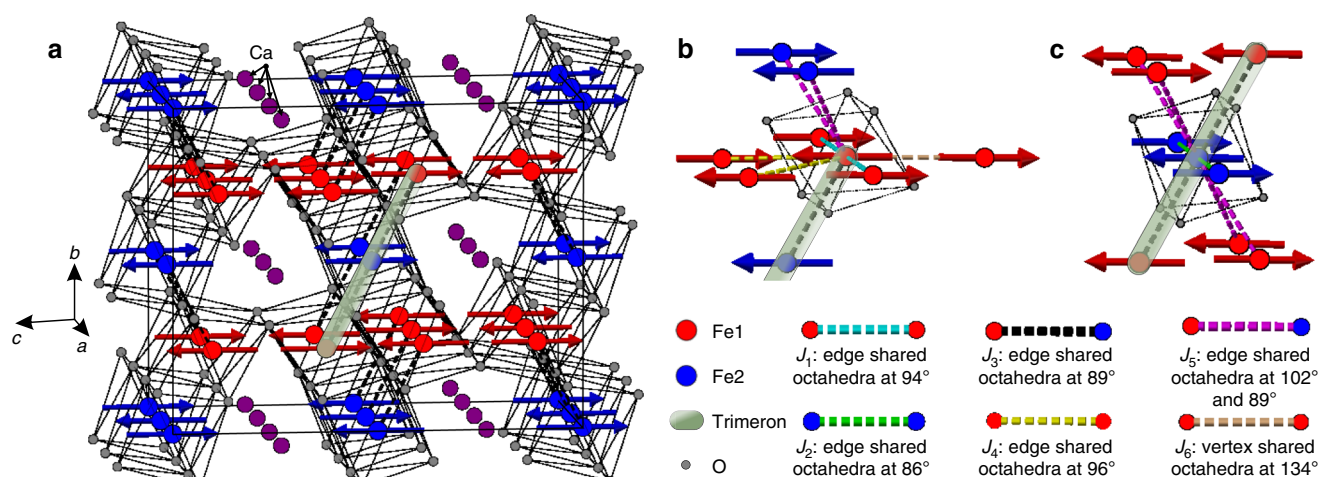 a
Ca
b
c
a
b
c
Fe1
Fe2
Trimeron
O
J1: edge shared
octahedra at 94°
J3: edge shared
octahedra at 89°
J5: edge shared
octahedra at 102°
and 89°
J2: edge shared
octahedra at 86°
J4: edge shared
octahedra at 96°
J6: vertex shared
octahedra at 134°